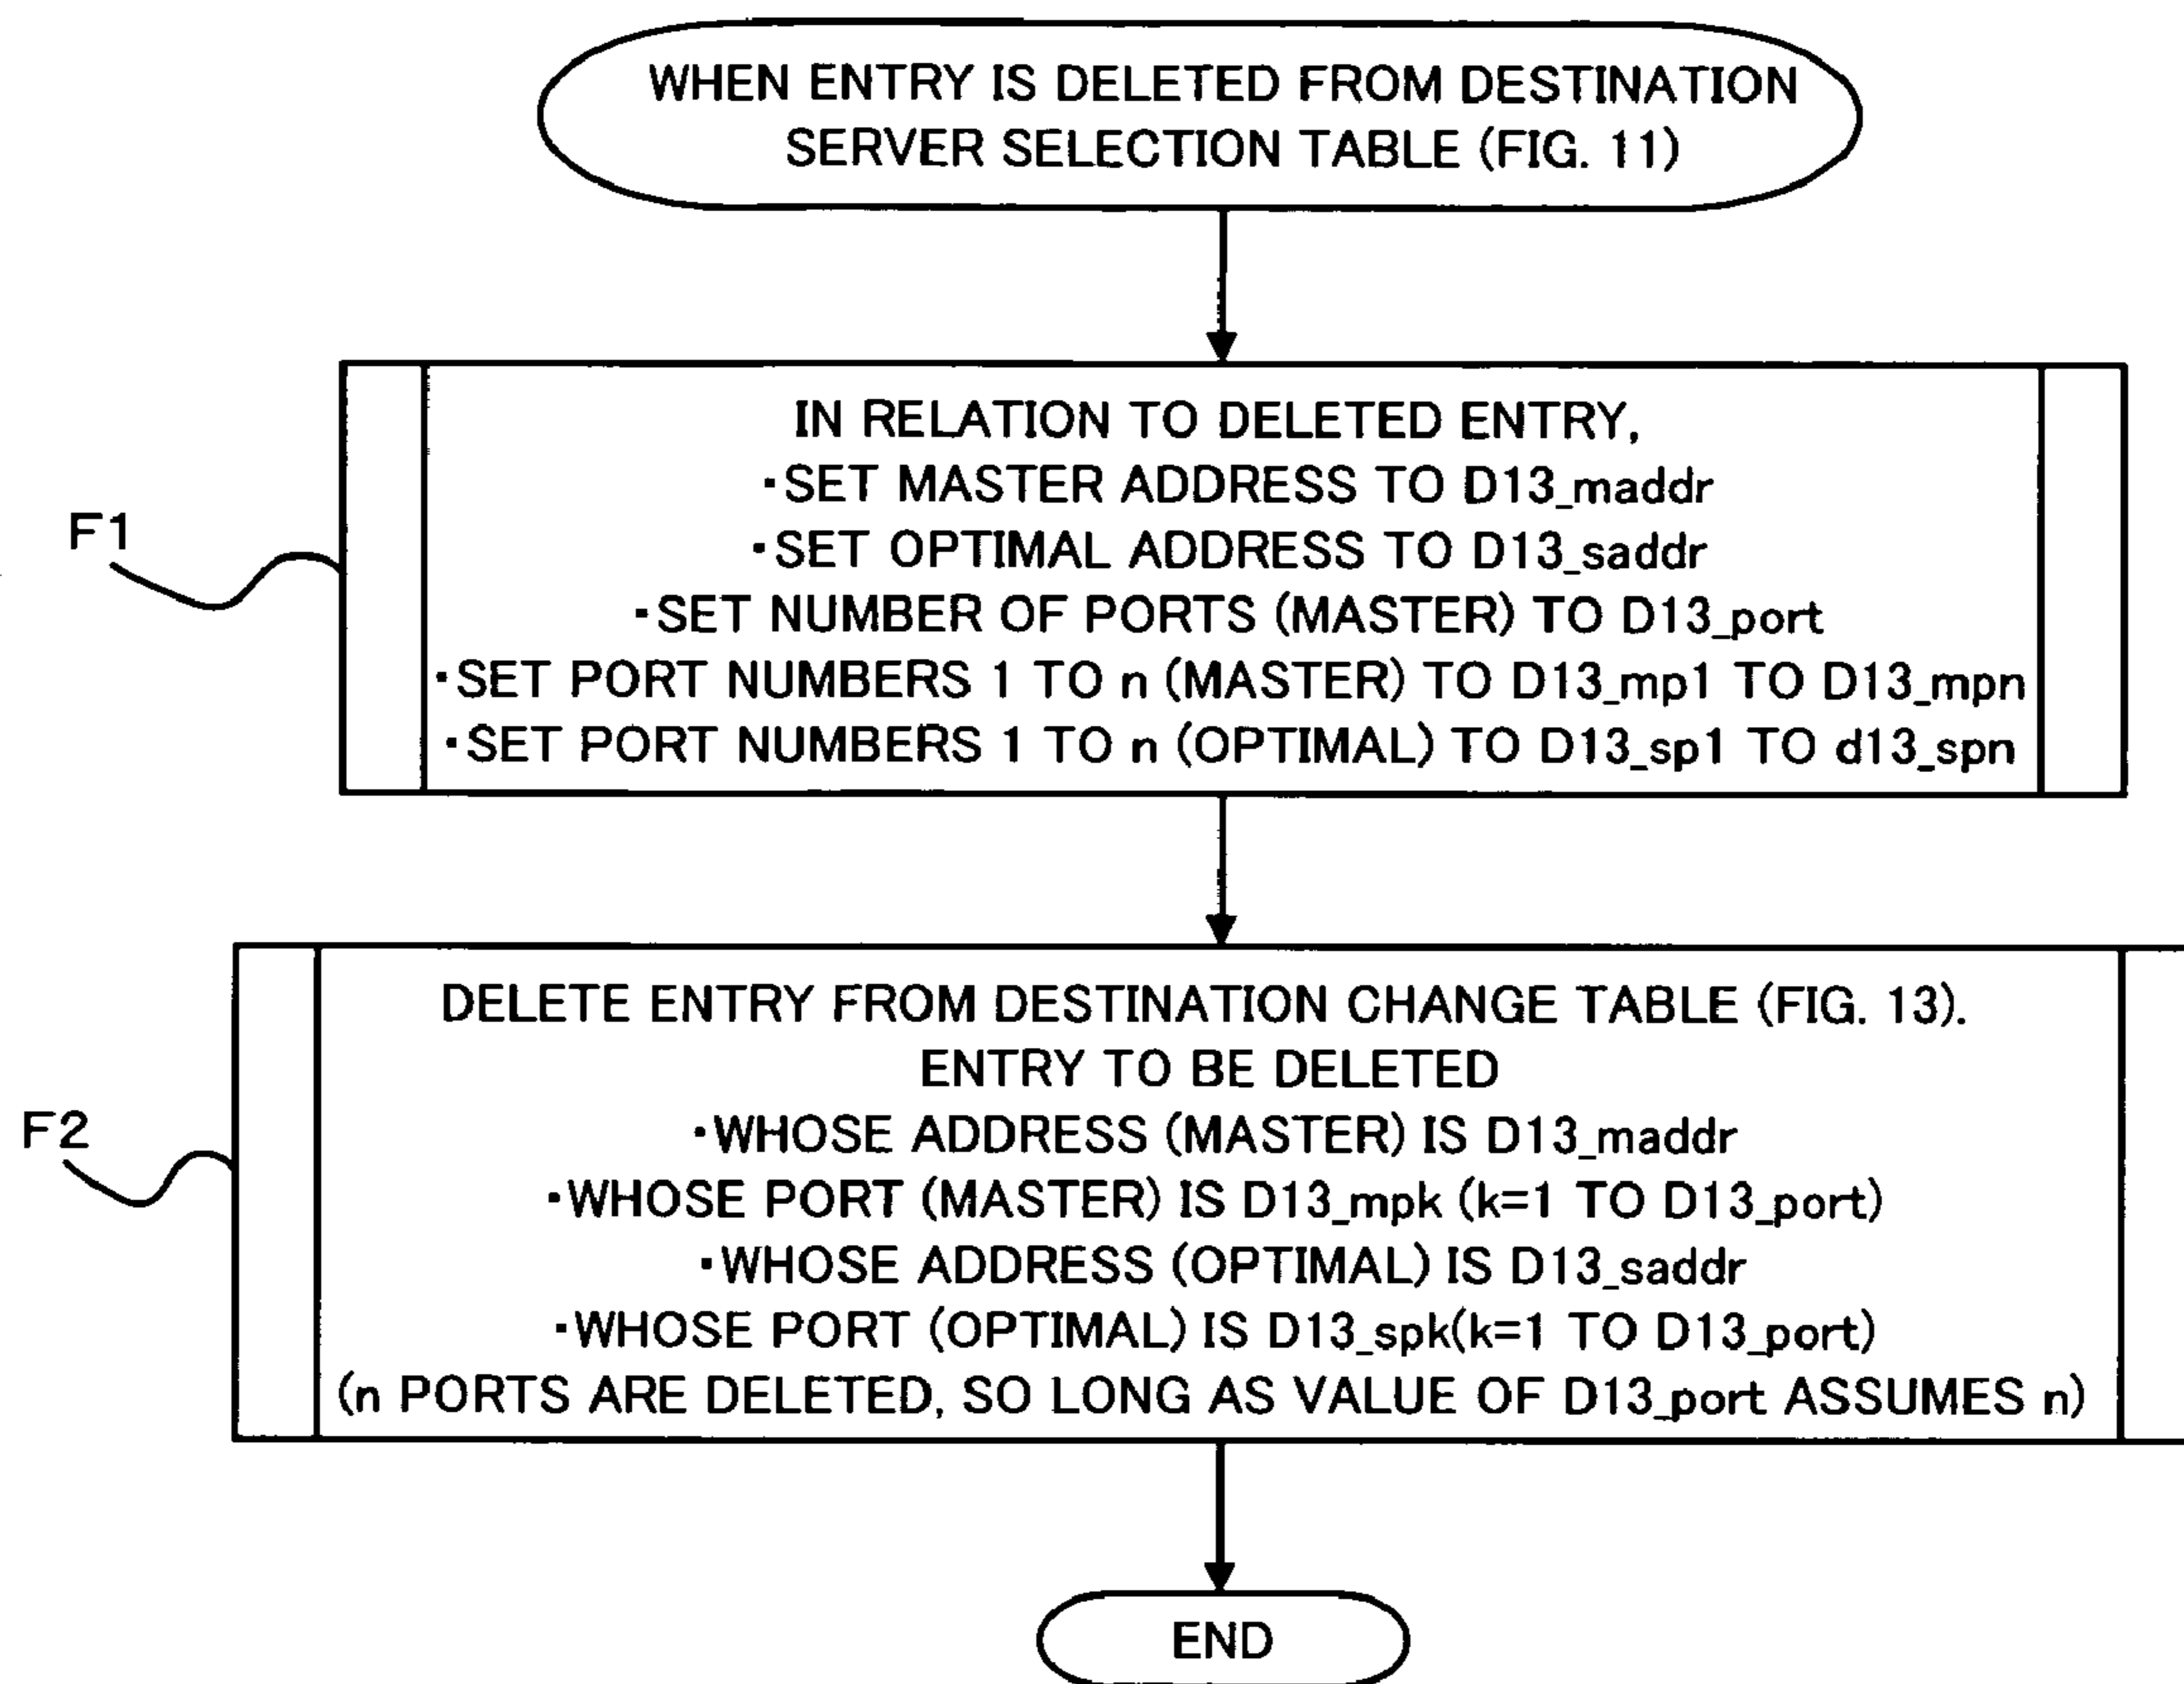 WHEN ENTRY IS DELETED FROM DESTINATION
SERVER SELECTION TABLE (FIG. 11)
F1
IN RELATION TO DELETED ENTRY,
・SET MASTER ADDRESS TO D13_maddr
・SET OPTIMAL ADDRESS TO D13_saddr
・SET NUMBER OF PORTS (MASTER) TO D13_port
・SET PORT NUMBERS 1 TO n (MASTER) TO D13_mp1 TO D13_mpn
・SET PORT NUMBERS 1 TO n (OPTIMAL) TO D13_sp1 TO d13_spn
F2
DELETE ENTRY FROM DESTINATION CHANGE TABLE (FIG. 13).
ENTRY TO BE DELETED
・WHOSE ADDRESS (MASTER) IS D13_maddr
・WHOSE PORT (MASTER) IS D13_mpk (k=1 TO D13_port)
・WHOSE ADDRESS (OPTIMAL) IS D13_saddr
・WHOSE PORT (OPTIMAL) IS D13_spk(k=1 TO D13_port)
(n PORTS ARE DELETED, SO LONG AS VALUE OF D13_port ASSUMES n)
END